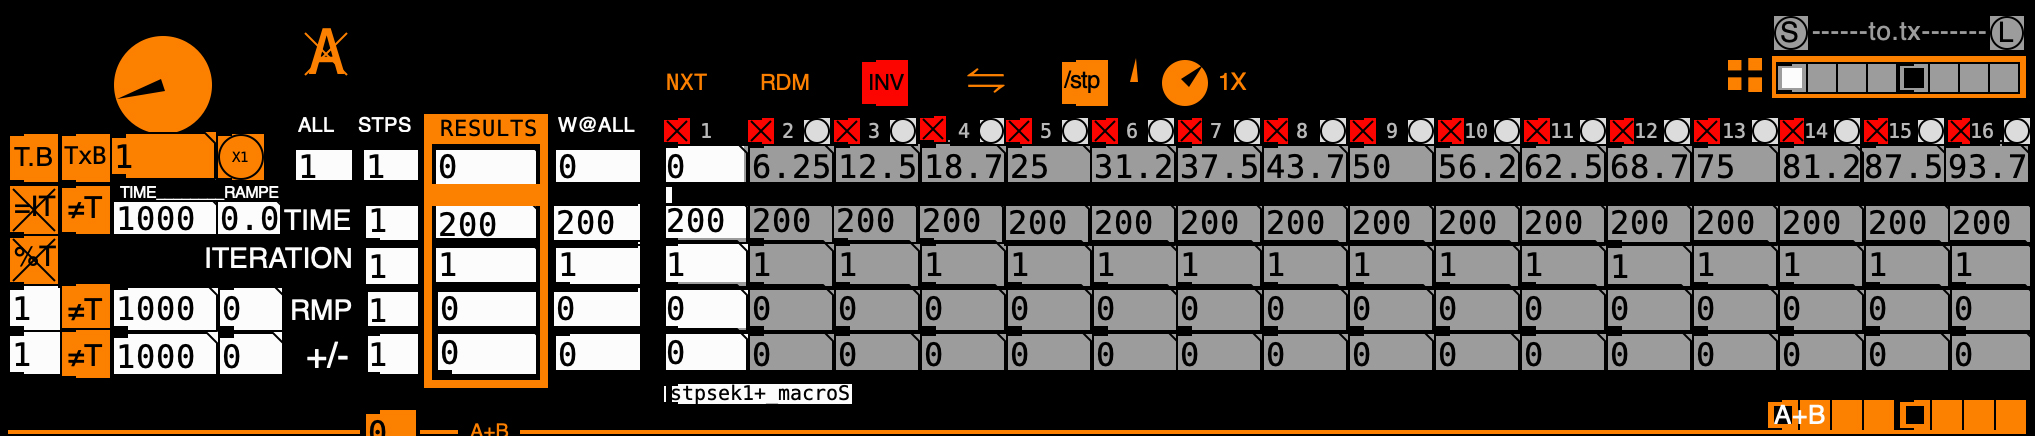 A
S ------to.tx------- L
NXT RDM INV /stp 1X
ALL STPS RESULTS W@ALL 1 2 3 4 5 6 7 8 9 10 11 12 13 14 15 16
T.B TxB 1 X1 1 1 0 0 0 6.25 12.5 18.7 25 31.2 37.5 43.7 50 56.2 62.5 68.7 75 81.2 87.5 93.7
TIME RAMPE
=IT ≠T 1000 0.0 TIME 1 200 200 200 200 200 200 200 200 200 200 200 200 200 200 200 200 200 200
%T ITERATION 1 1 1 1 1 1 1 1 1 1 1 1 1 1 1 1 1 1 1
1 ≠T 1000 0 RMP 1 0 0 0 0 0 0 0 0 0 0 0 0 0 0 0 0 0 0
1 ≠T 1000 0 +/- 1 0 0 0 0 0 0 0 0 0 0 0 0 0 0 0 0 0 0
stpsek1+ macroS
A+B
0 A+B